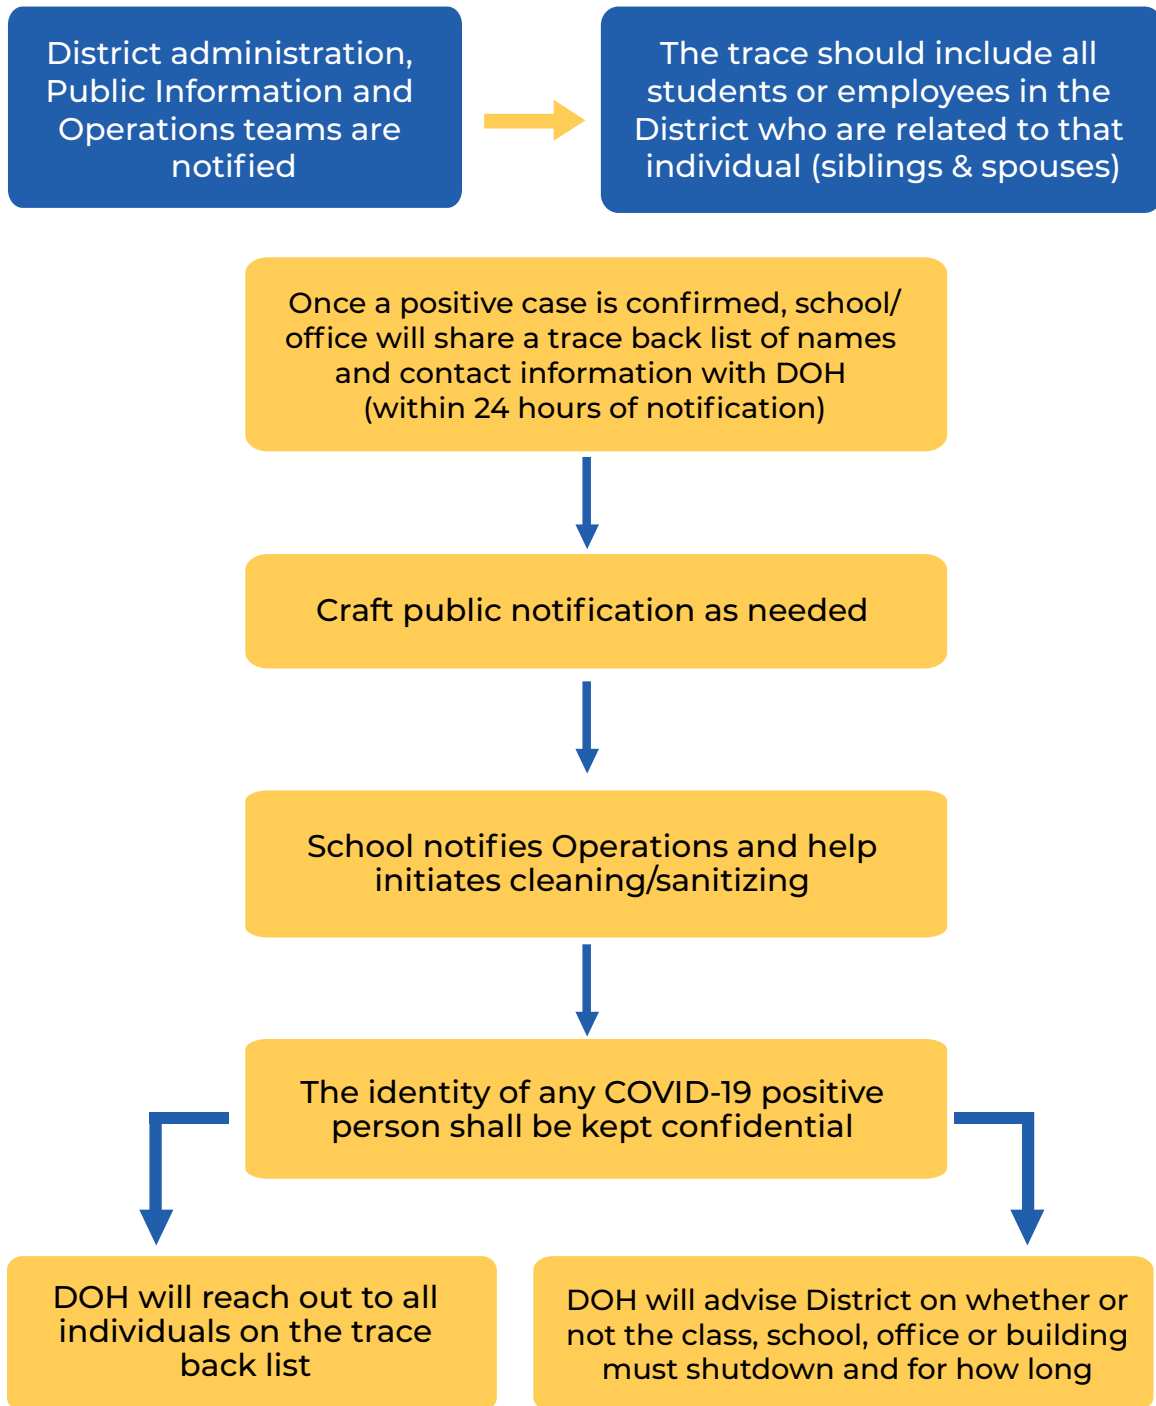 District administration,
Public Information and
Operations teams are
notified
The trace should include all
students or employees in the
District who are related to that
individual (siblings & spouses)
Once a positive case is confirmed, school/
office will share a trace back list of names
and contact information with DOH
(within 24 hours of notification)
Craft public notification as needed
School notifies Operations and help
initiates cleaning/sanitizing
The identity of any COVID-19 positive
person shall be kept confidential
DOH will reach out to all
individuals on the trace
back list
DOH will advise District on whether or
not the class, school, office or building
must shutdown and for how long